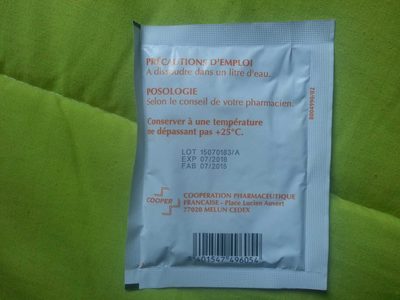 PRÉCAUTIONS D'EMPLOI
A dissoudre dans un litre d'eau.
POSOLOGIE
Selon le conseil de votre pharmacien.
Conserver à une température
ne dépassant pas +25°C.
LOT 15070183/A
EXP 07/2018
FAB 07/2015
COOPER
COOPERATION PHARMACEUTIQUE
FRANCAISE - Place Lucien Auvert
77020 MELUN CEDEX